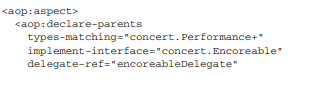 <aop:aspect>
<aop:declare-parents
types-matching="concert.Performance+"
implement-interface="concert.Encoreable"
delegate-ref="encoreableDelegate"